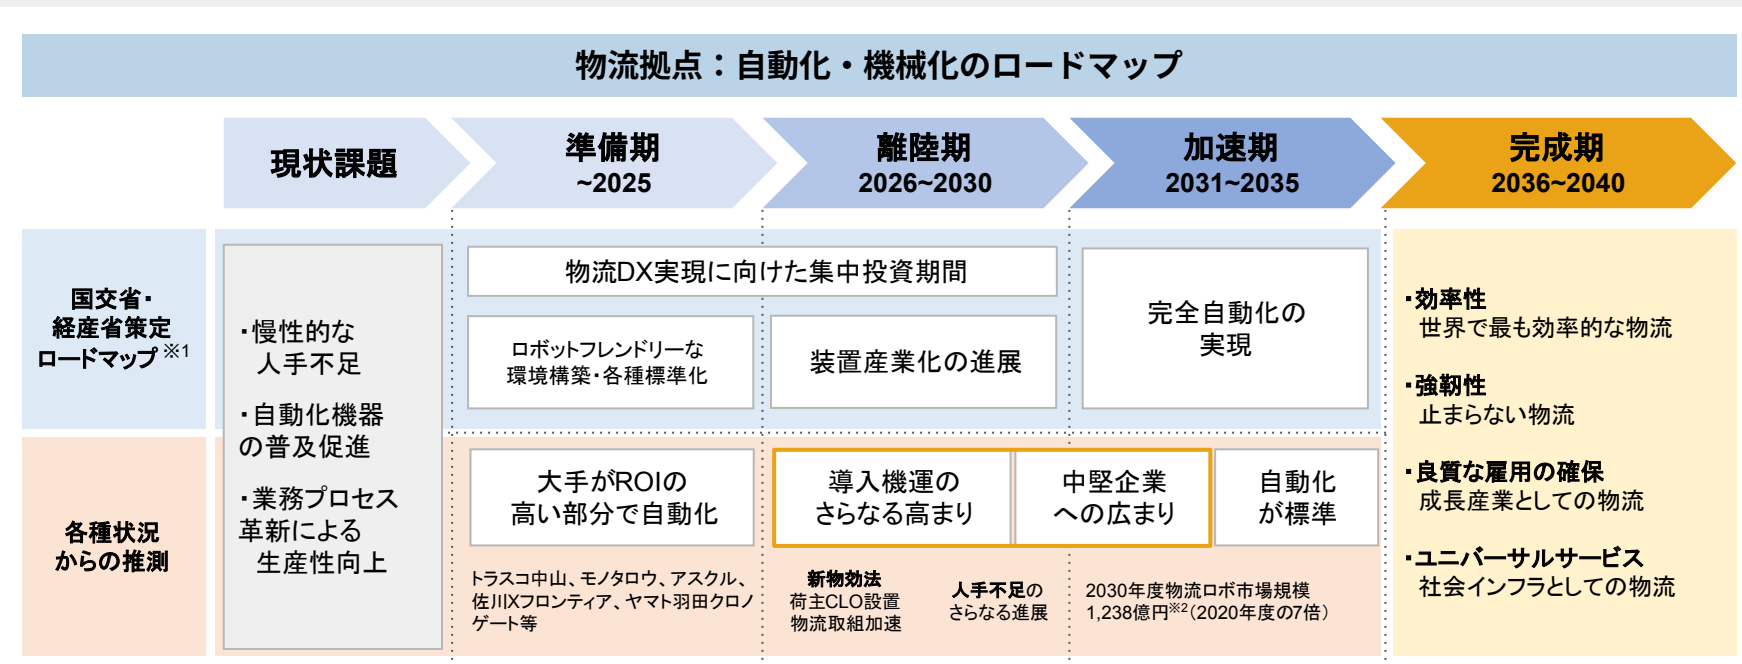 物流拠点：自動化・機械化のロードマップ
現状課題
準備期
~2025
離陸期
2026~2030
加速期
2031~2035
完成期
2036~2040
国交省・
経産省策定
ロードマップ※1
・慢性的な
人手不足
・自動化機器
の普及促進
・業務プロセス
革新による
生産性向上
物流DX実現に向けた集中投資期間
ロボットフレンドリーな
環境構築・各種標準化
装置産業化の進展
完全自動化の
実現
・効率性
世界で最も効率的な物流
・強靭性
止まらない物流
・良質な雇用の確保
成長産業としての物流
・ユニバーサルサービス
社会インフラとしての物流
各種状況
からの推測
大手がROIの
高い部分で自動化
導入機運の
さらなる高まり
中堅企業
への広まり
自動化
が標準
トラスコ中山、モノタロウ、アスクル、
佐川Xフロンティア、ヤマト羽田クロノ
ゲート等
新物効法
荷主CLO設置
物流取組加速
人手不足の
さらなる進展
2030年度物流ロボ市場規模
1,238億円※2（2020年度の7倍）